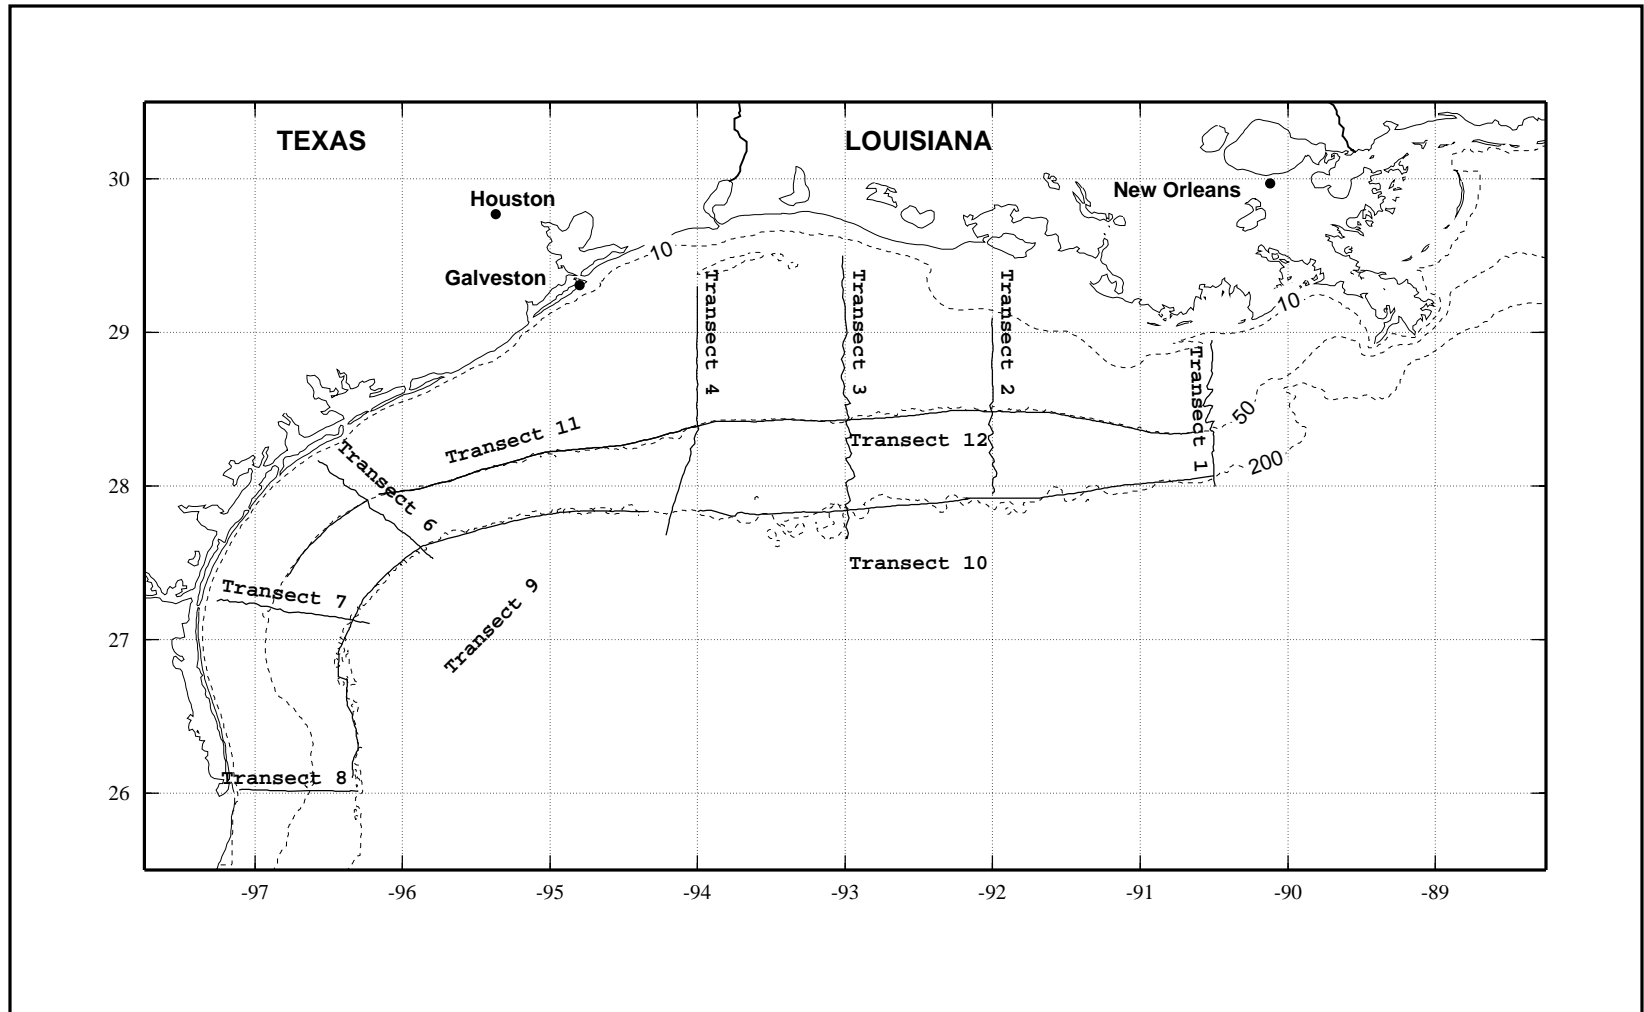 TEXAS
LOUISIANA
30
Houston
New Orleans
10
Galveston
Transect 4
Transect 3
Transect 2
10
29
Transect 1
50
Transect 11
Transect 12
200
Transect 6
28
Transect 10
Transect 7
Transect 9
27
Transect 8
26
-97
-96
-95
-94
-93
-92
-91
-90
-89